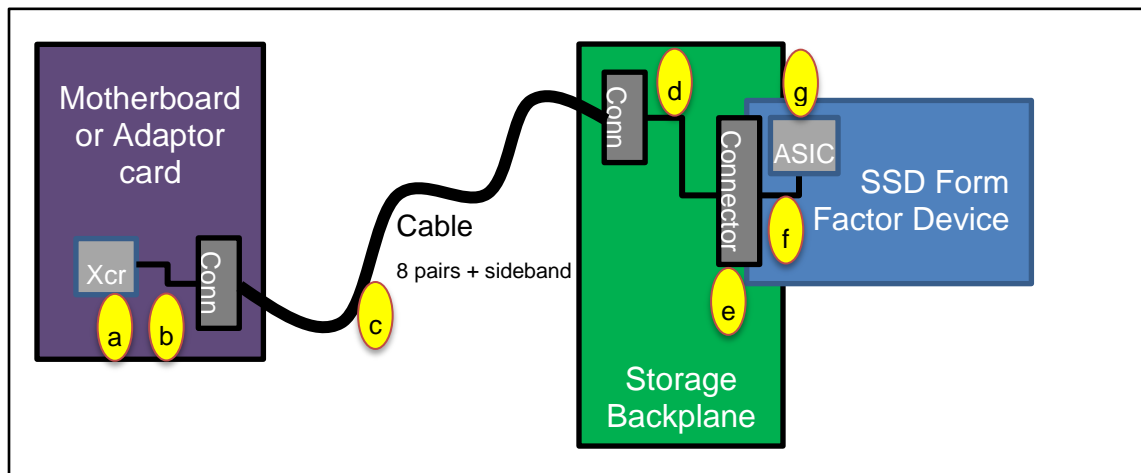 Motherboard
or Adaptor
card
Xcr
Conn
a
b
Cable
8 pairs + sideband
c
Conn
d
Connector
e
Storage
Backplane
g
ASIC
f
SSD Form
Factor Device